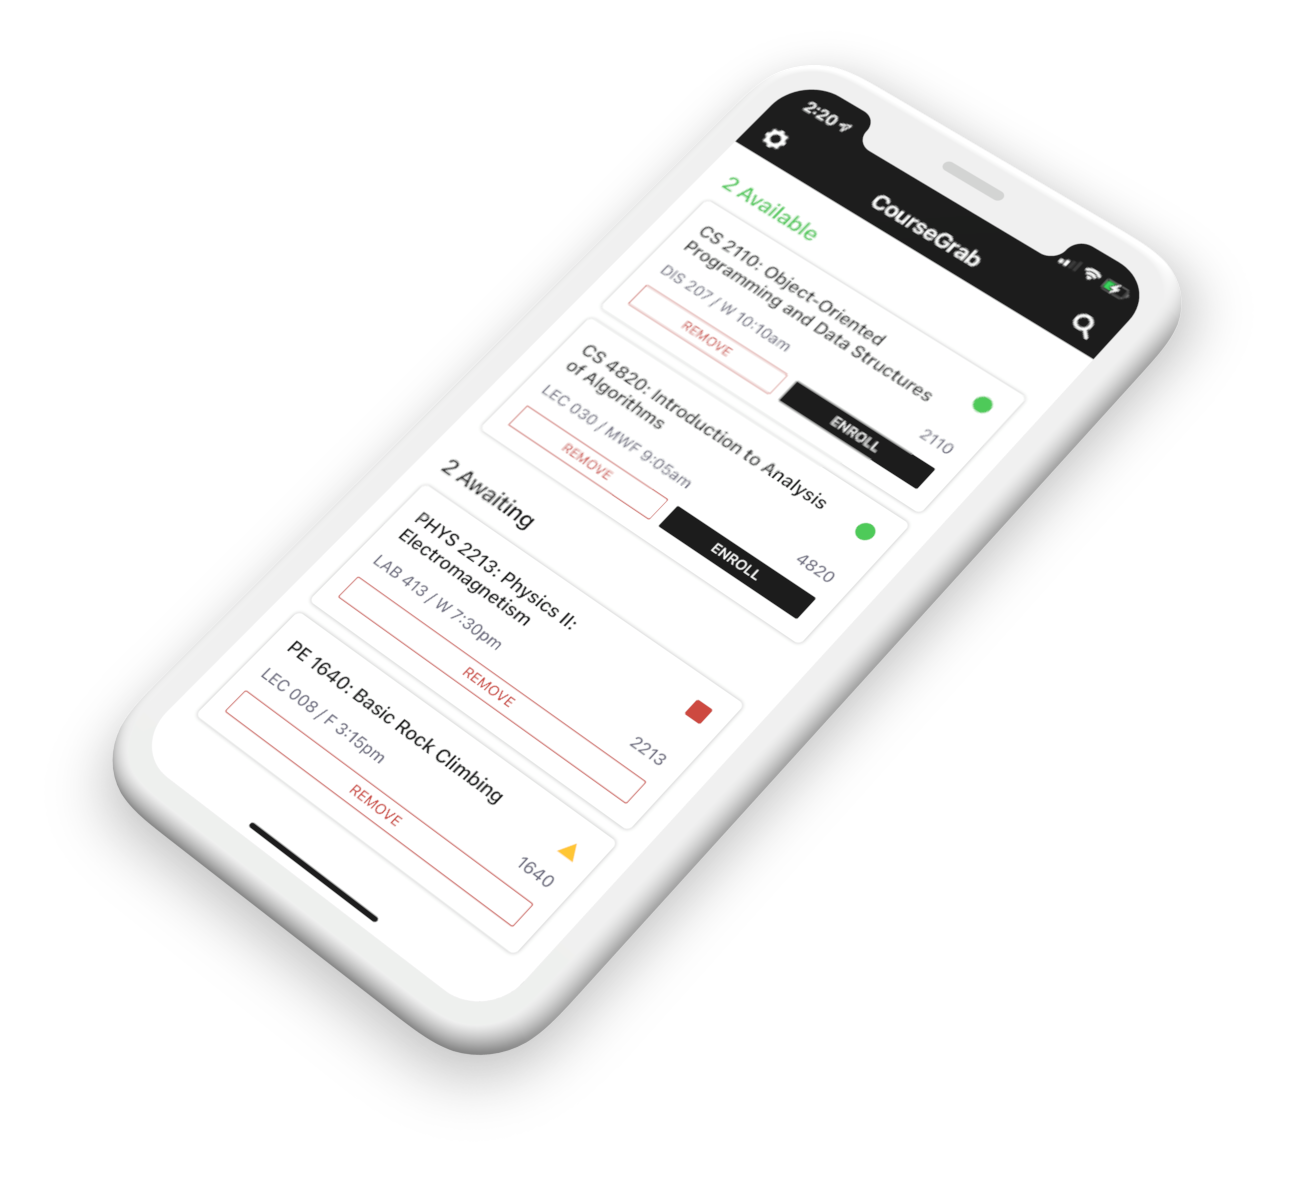 2:20
CourseGrab
2 Available
CS 2110: Object-Oriented
Programming and Data Structures
DIS 207 / W 10:10am
2110
REMOVE
ENROLL
CS 4820: Introduction to Analysis
of Algorithms
LEC 030 / MWF 9:05am
4820
REMOVE
ENROLL
2 Awaiting
PHYS 2213: Physics II:
Electromagnetism
LAB 413 / W 7:30pm
2213
REMOVE
PE 1640: Basic Rock Climbing
LEC 008 / F 3:15pm
1640
REMOVE